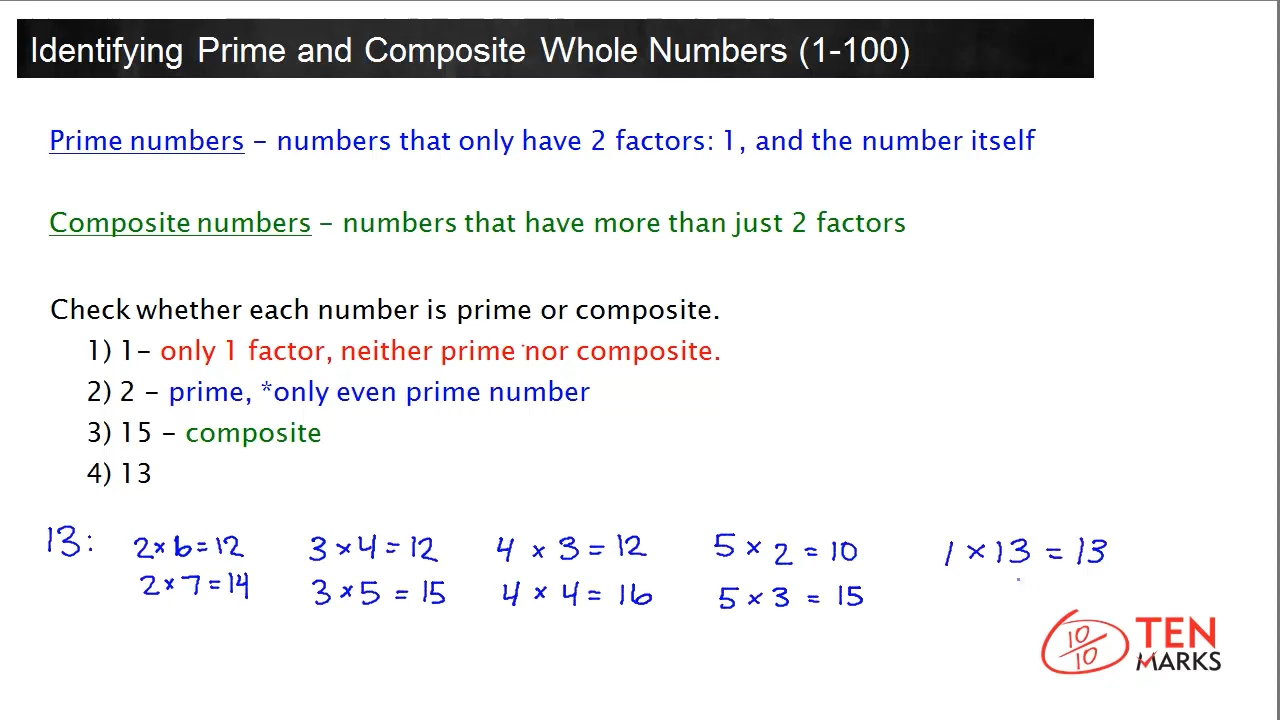 Identifying Prime and Composite Whole Numbers (1-100)
Prime numbers – numbers that only have 2 factors: 1, and the number itself
Composite numbers – numbers that have more than just 2 factors
Check whether each number is prime or composite.
1) 1– only 1 factor, neither prime nor composite.
2) 2 – prime, *only even prime number
3) 15 – composite
4) 13
13: 2×6=12 3×4=12 4 × 3 = 12 5 × 2 = 10 1 × 13 = 13
2×7=14 3×5 = 15 4 × 4 = 16 5 × 3 = 15
10/10 TEN
MARKS